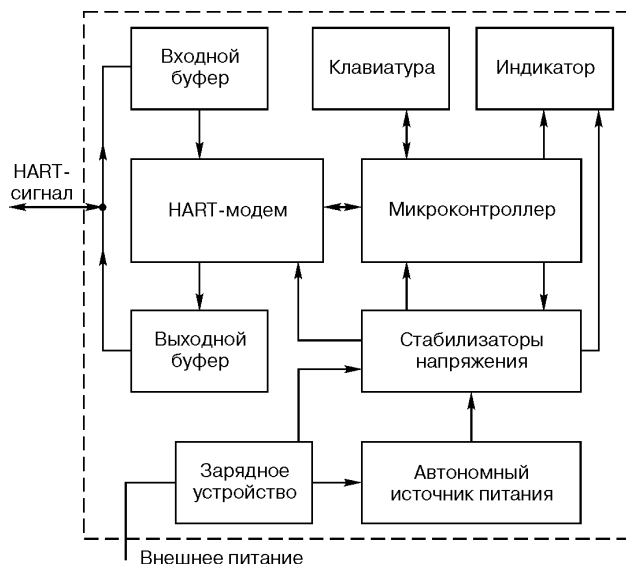 Входной
буфер
Клавиатура
Индикатор
HART-
сигнал
HART-модем
Микроконтроллер
Выходной
буфер
Стабилизаторы
напряжения
Зарядное
устройство
Автономный
источник питания
Внешнее питание